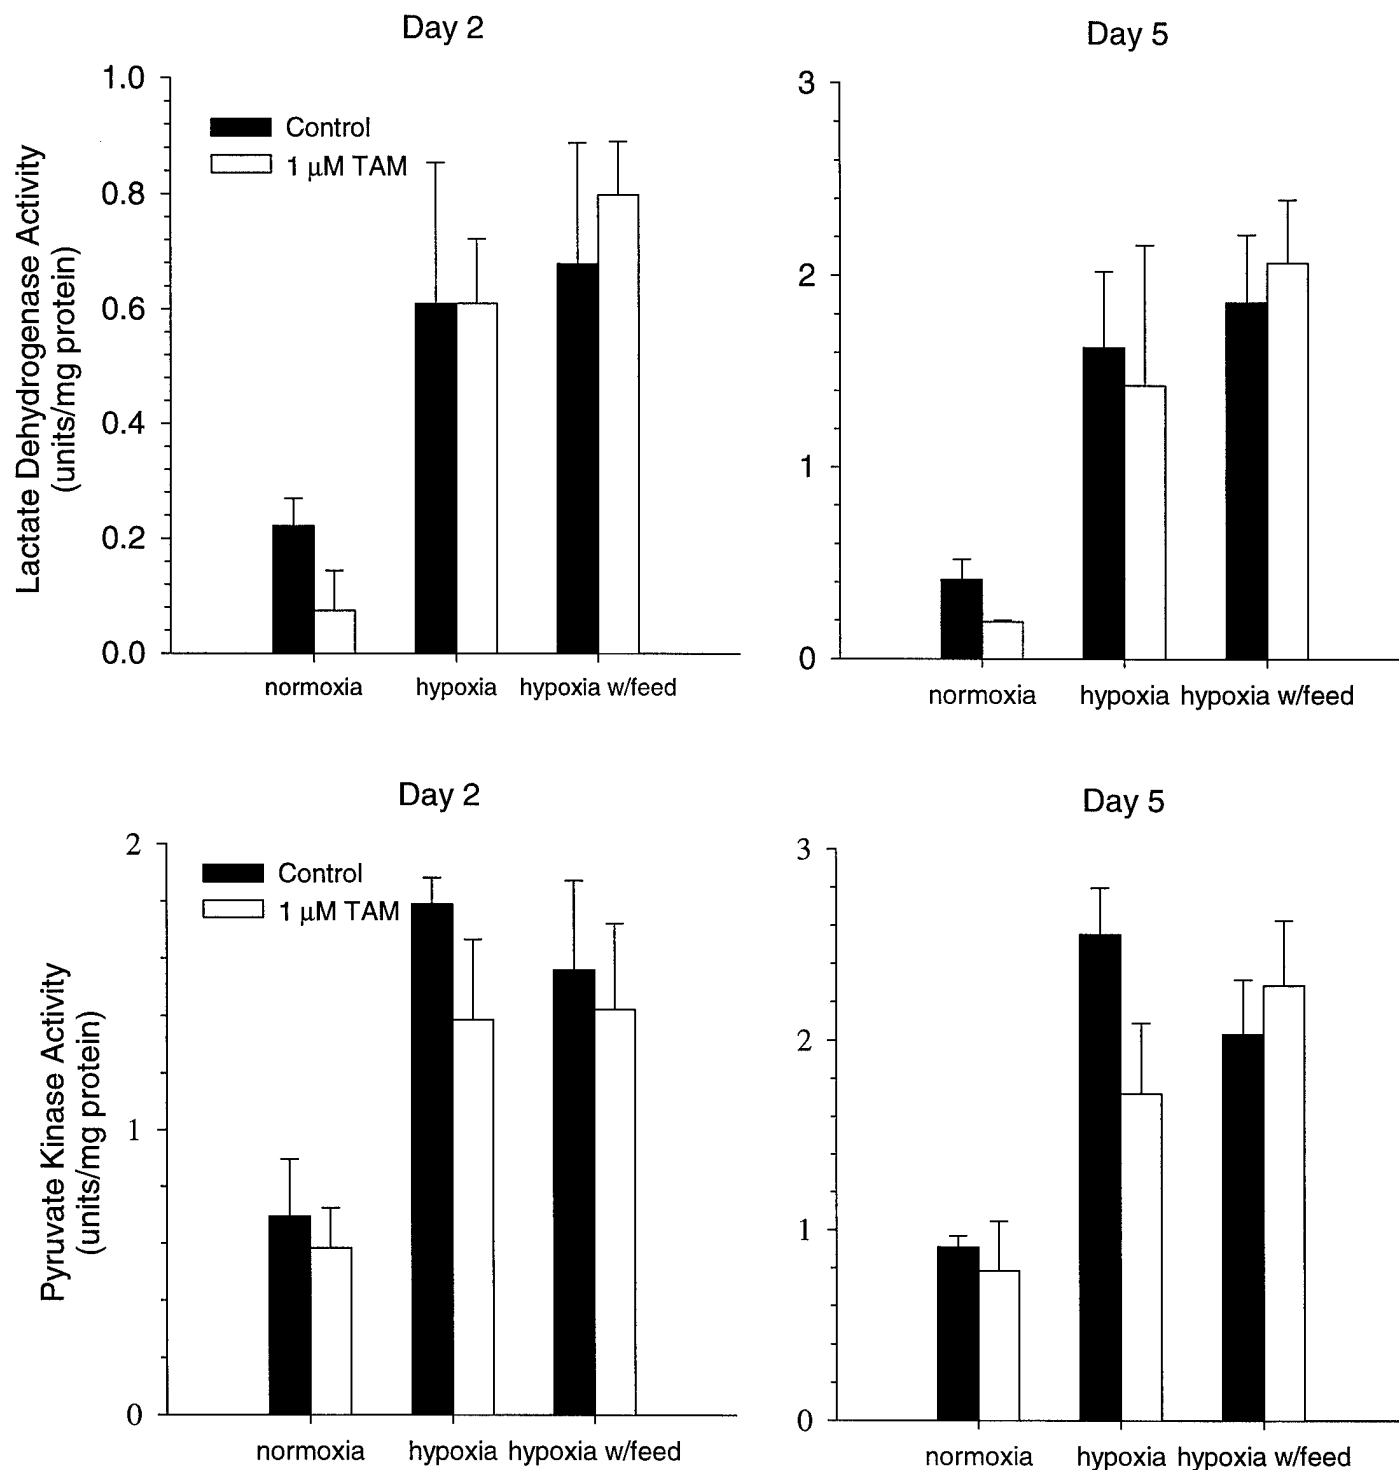 Day 2
Day 5
Lactate Dehydrogenase Activity
(units/mg protein)
1.0
0.8
0.6
0.4
0.2
0.0
Control
1 μM TAM
normoxia
hypoxia
hypoxia w/feed
3
2
1
0
normoxia
hypoxia
hypoxia w/feed
Day 2
Day 5
Pyruvate Kinase Activity
(units/mg protein)
2
1
0
Control
1 μM TAM
normoxia
hypoxia
hypoxia w/feed
3
2
1
0
normoxia
hypoxia
hypoxia w/feed